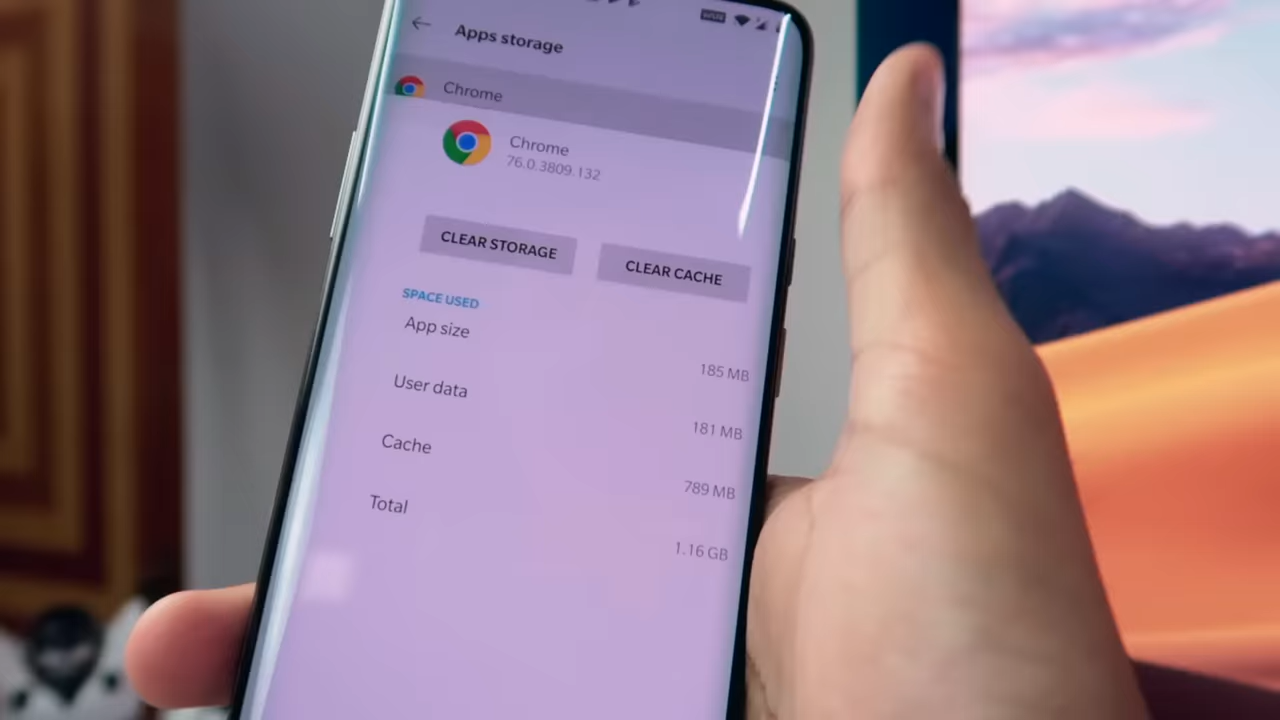 Apps storage
Chrome
Chrome
76.0.3809.132
CLEAR STORAGE
CLEAR CACHE
SPACE USED
App size
185 MB
User data
181 MB
Cache
789 MB
Total
1.16 GB